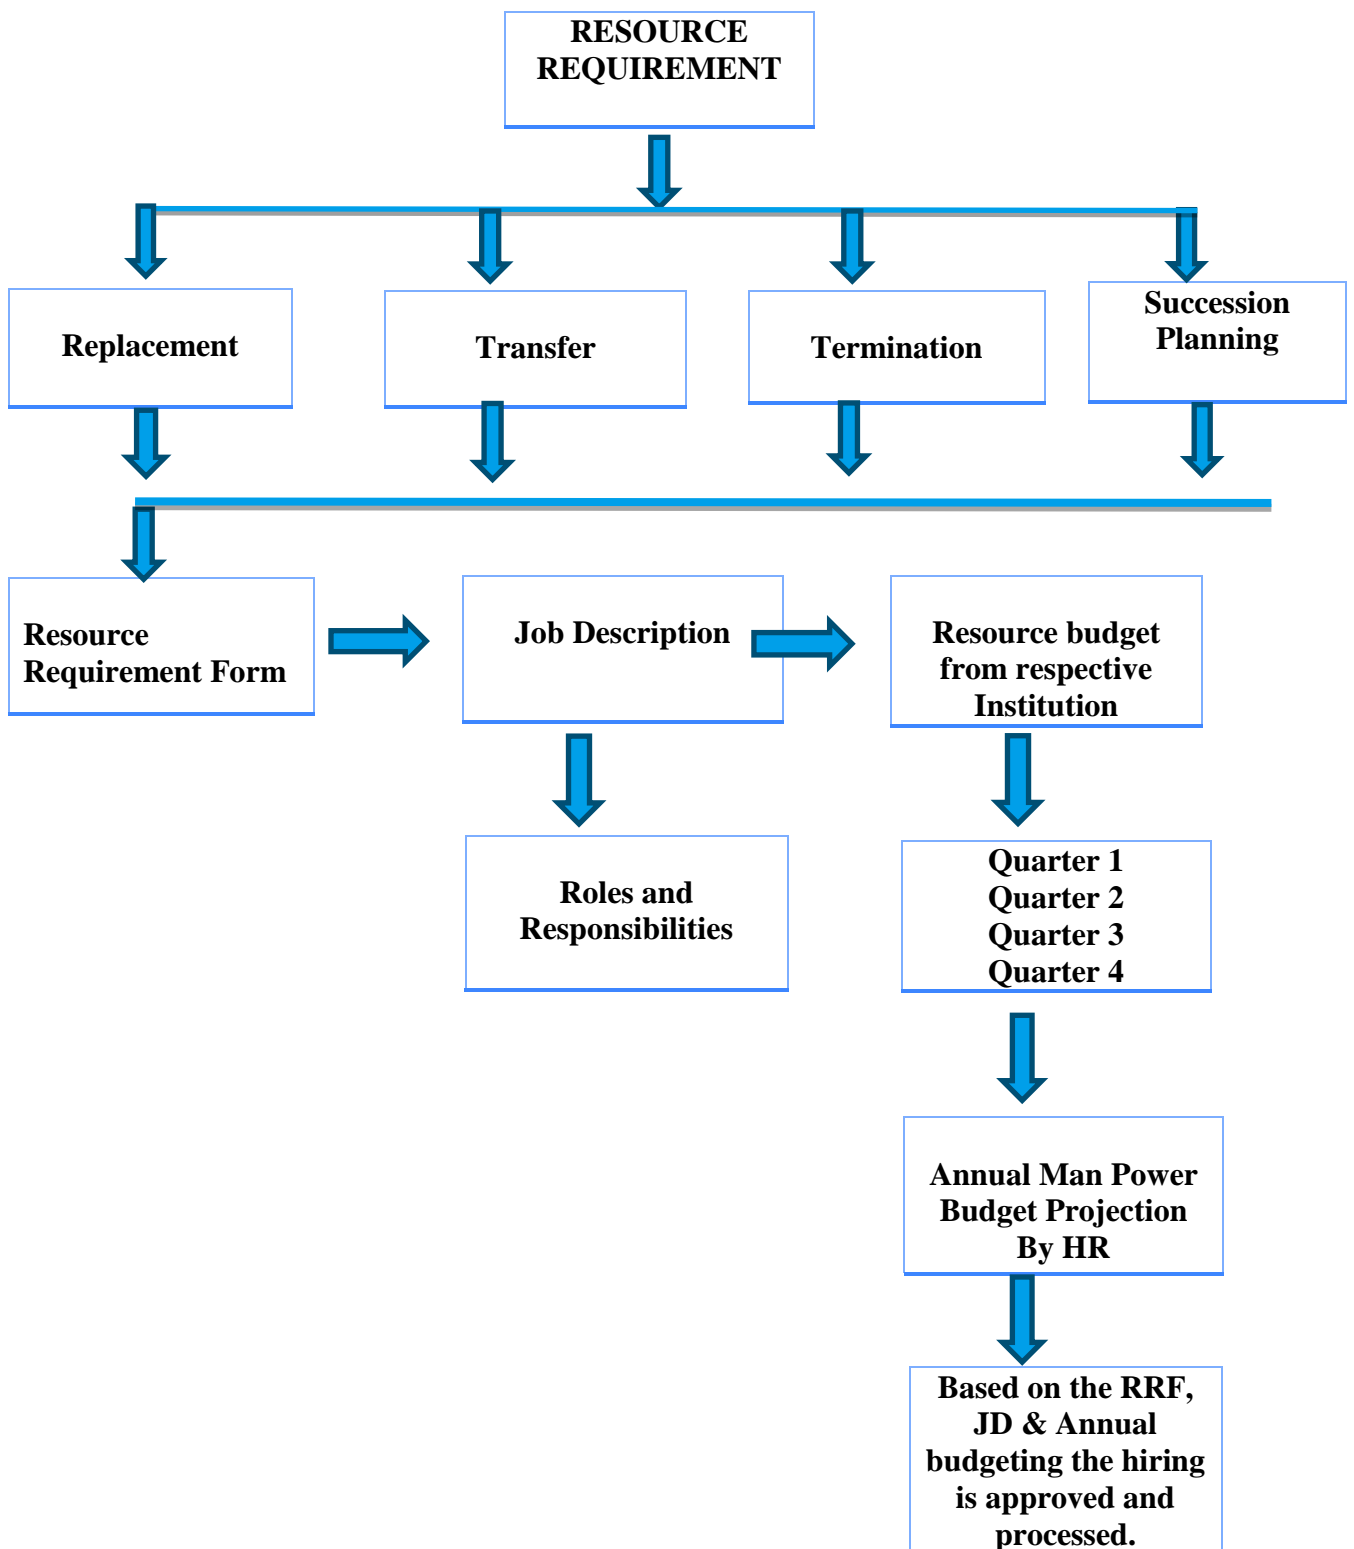 RESOURCE
REQUIREMENT
Replacement
Transfer
Termination
Succession
Planning
Resource
Requirement Form
Job Description
Resource budget
from respective
Institution
Roles and
Responsibilities
Quarter 1
Quarter 2
Quarter 3
Quarter 4
Annual Man Power
Budget Projection
By HR
Based on the RRF,
JD & Annual
budgeting the hiring
is approved and
processed.